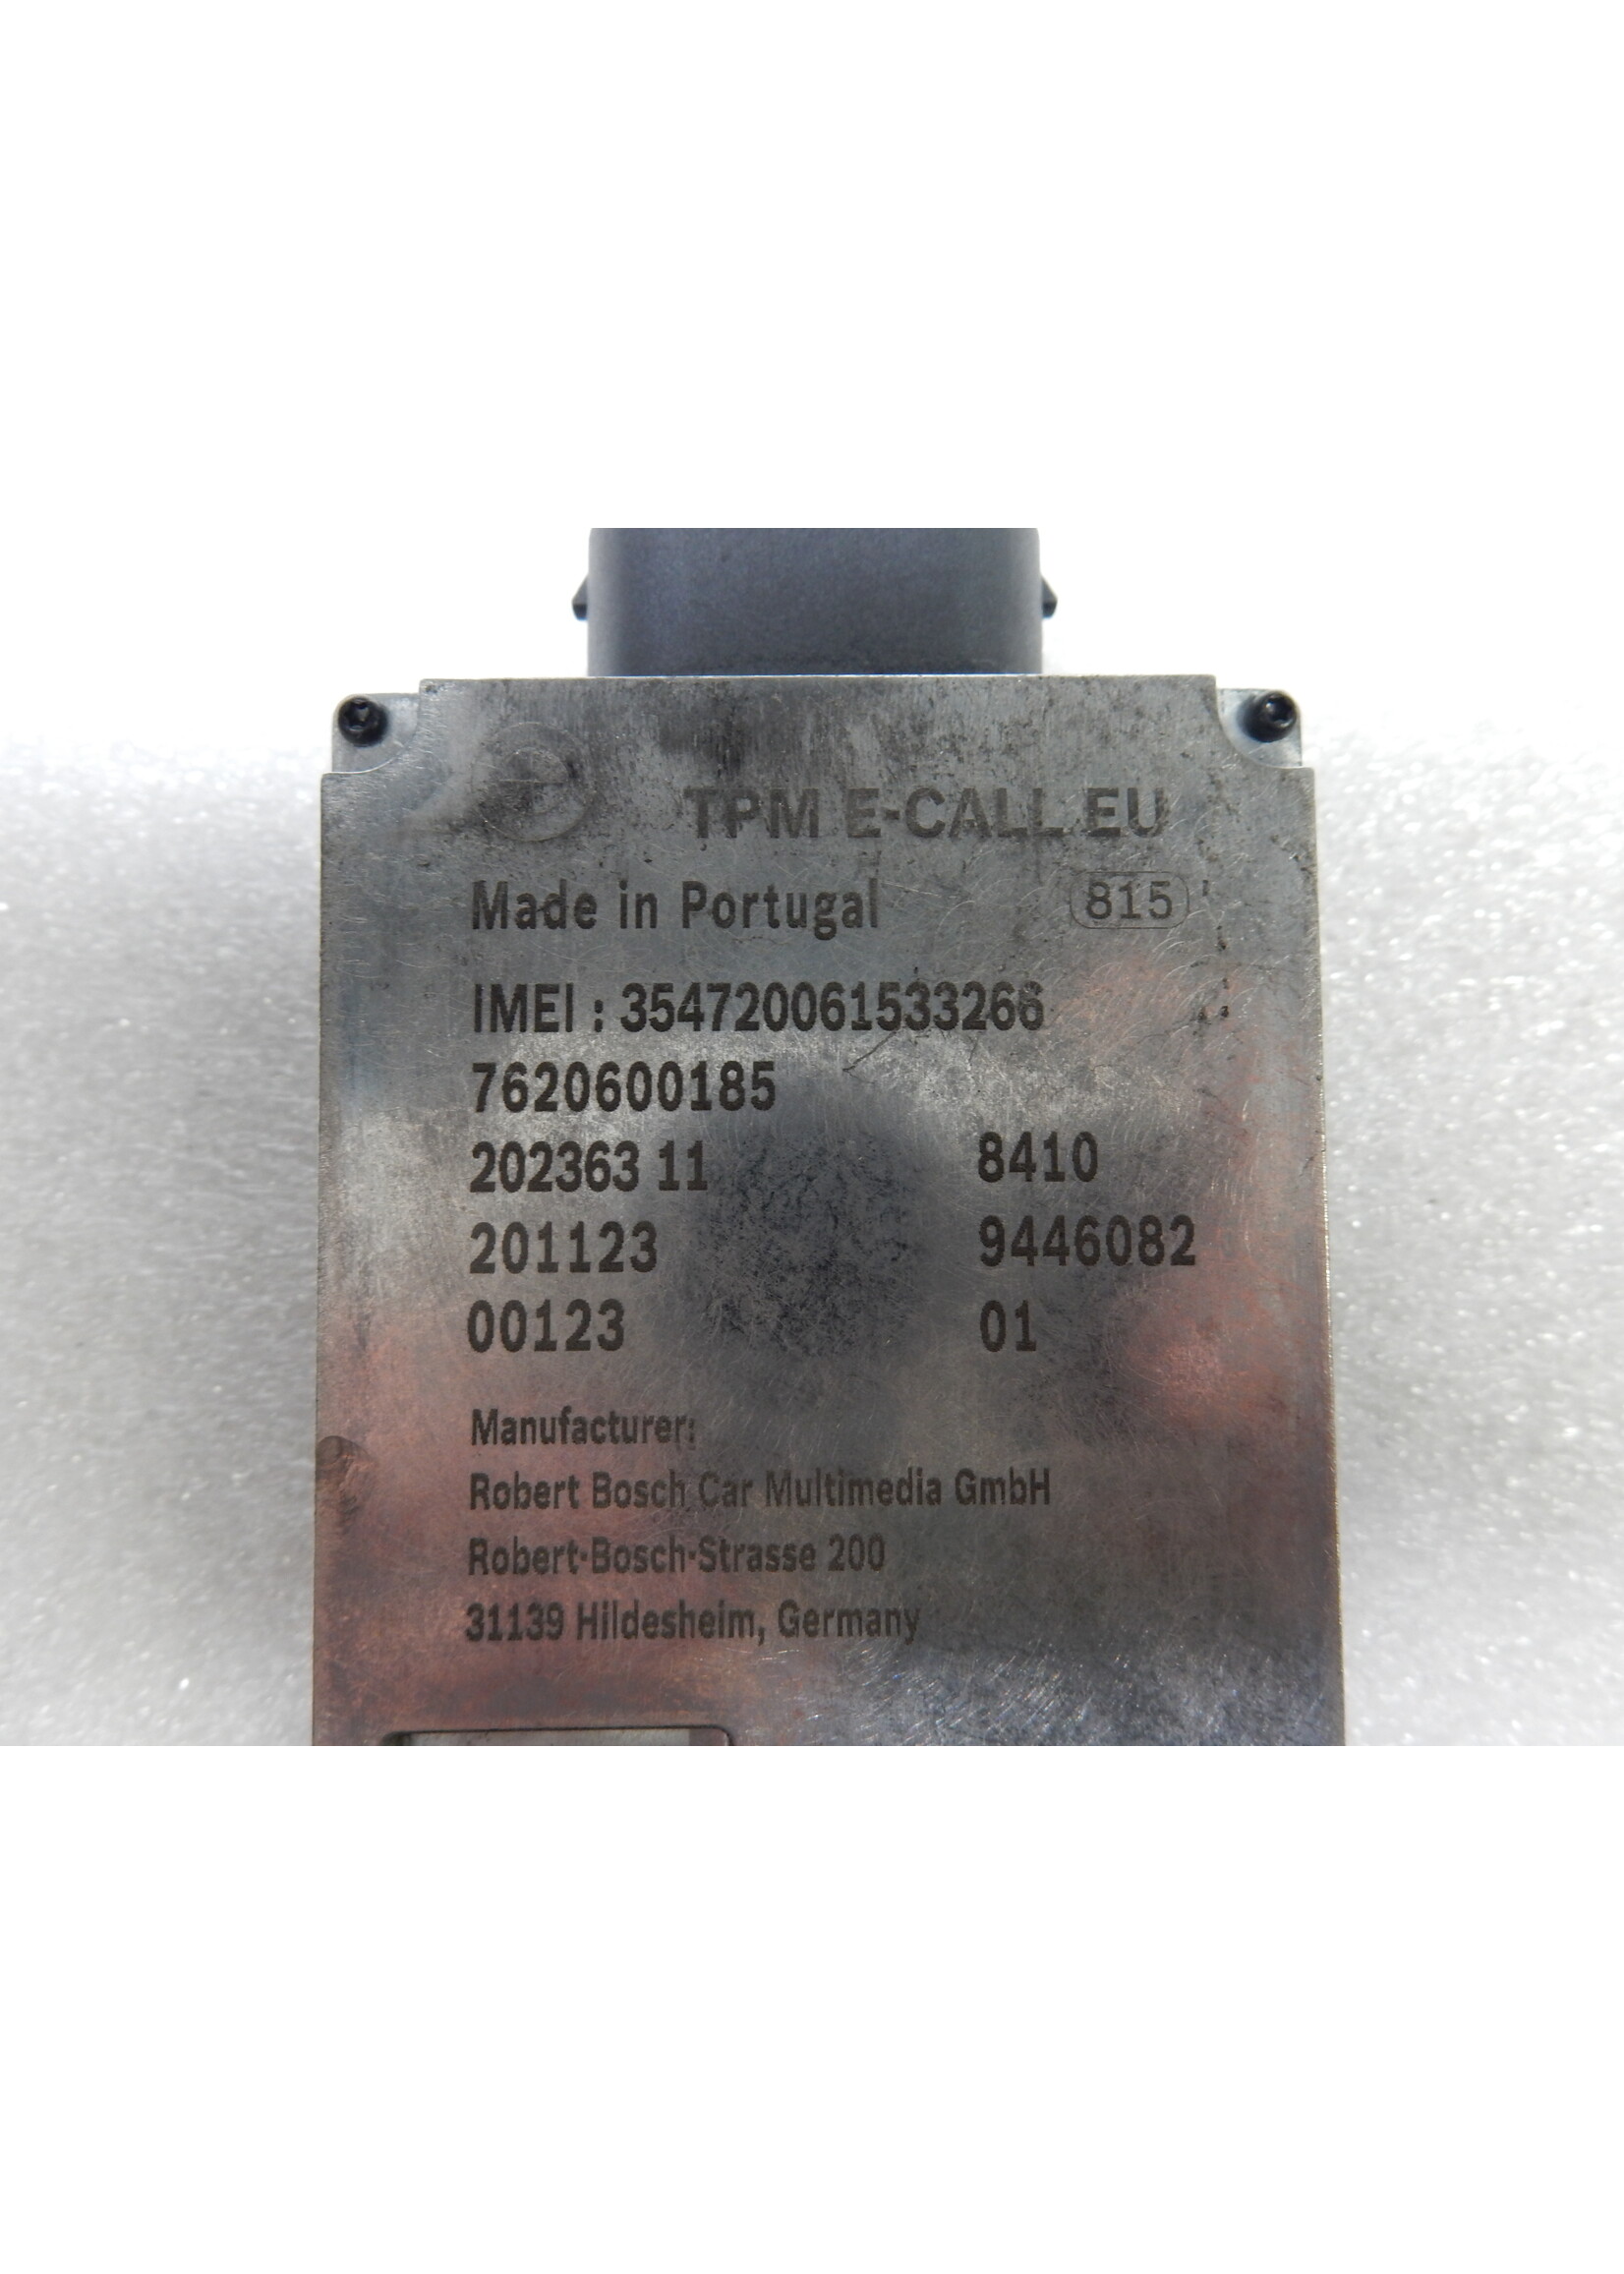 TPM E-CALL EU
Made in Portugal 815
IMEI : 354720061533266
7620600185
202363 11 8410
201123 9446082
00123 01
Manufacturer:
Robert Bosch Car Multimedia GmbH
Robert-Bosch-Strasse 200
31139 Hildesheim, Germany